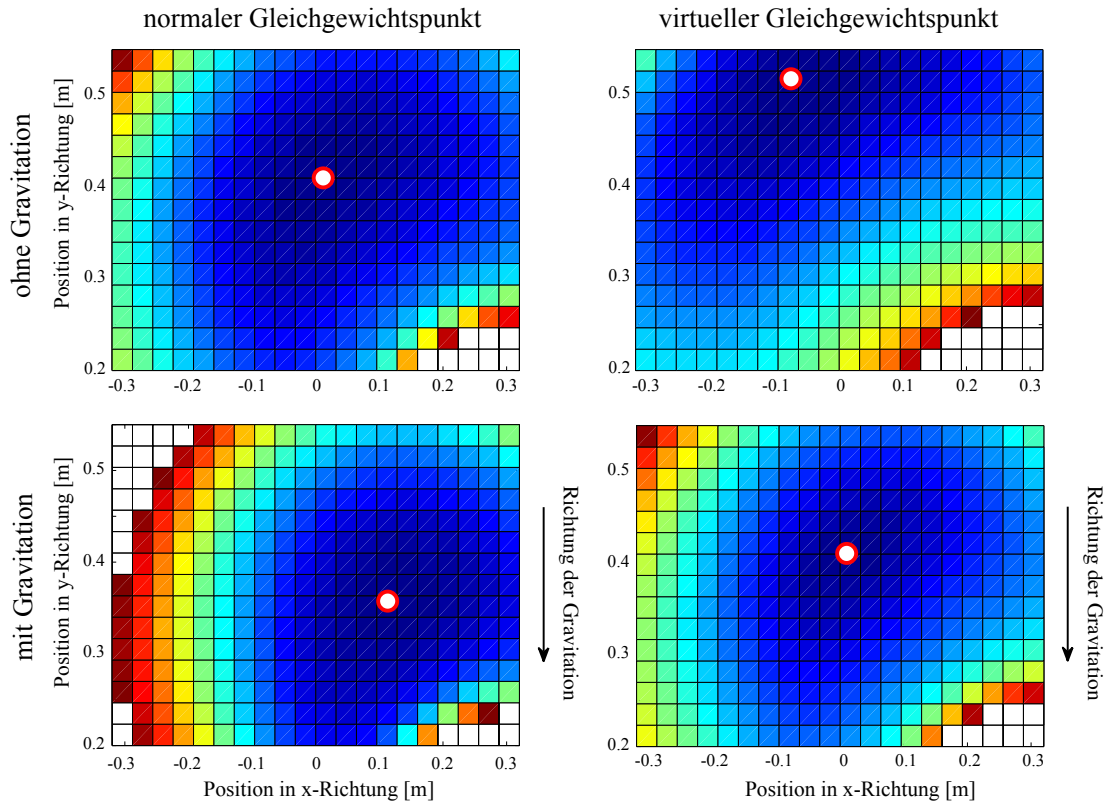 normaler Gleichgewichtspunkt
virtueller Gleichgewichtspunkt
ohne Gravitation
Position in y-Richtung [m]
0.5
0.4
0.3
0.2
-0.3 -0.2 -0.1 0 0.1 0.2 0.3
0.5
0.4
0.3
0.2
-0.3 -0.2 -0.1 0 0.1 0.2 0.3
mit Gravitation
Position in y-Richtung [m]
0.5
0.4
0.3
0.2
-0.3 -0.2 -0.1 0 0.1 0.2 0.3
Position in x-Richtung [m]
Richtung der Gravitation
0.5
0.4
0.3
0.2
-0.3 -0.2 -0.1 0 0.1 0.2 0.3
Position in x-Richtung [m]
Richtung der Gravitation